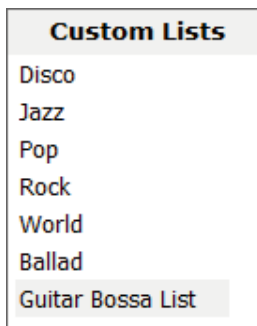 Custom Lists
Disco
Jazz
Pop
Rock
World
Ballad
Guitar Bossa List